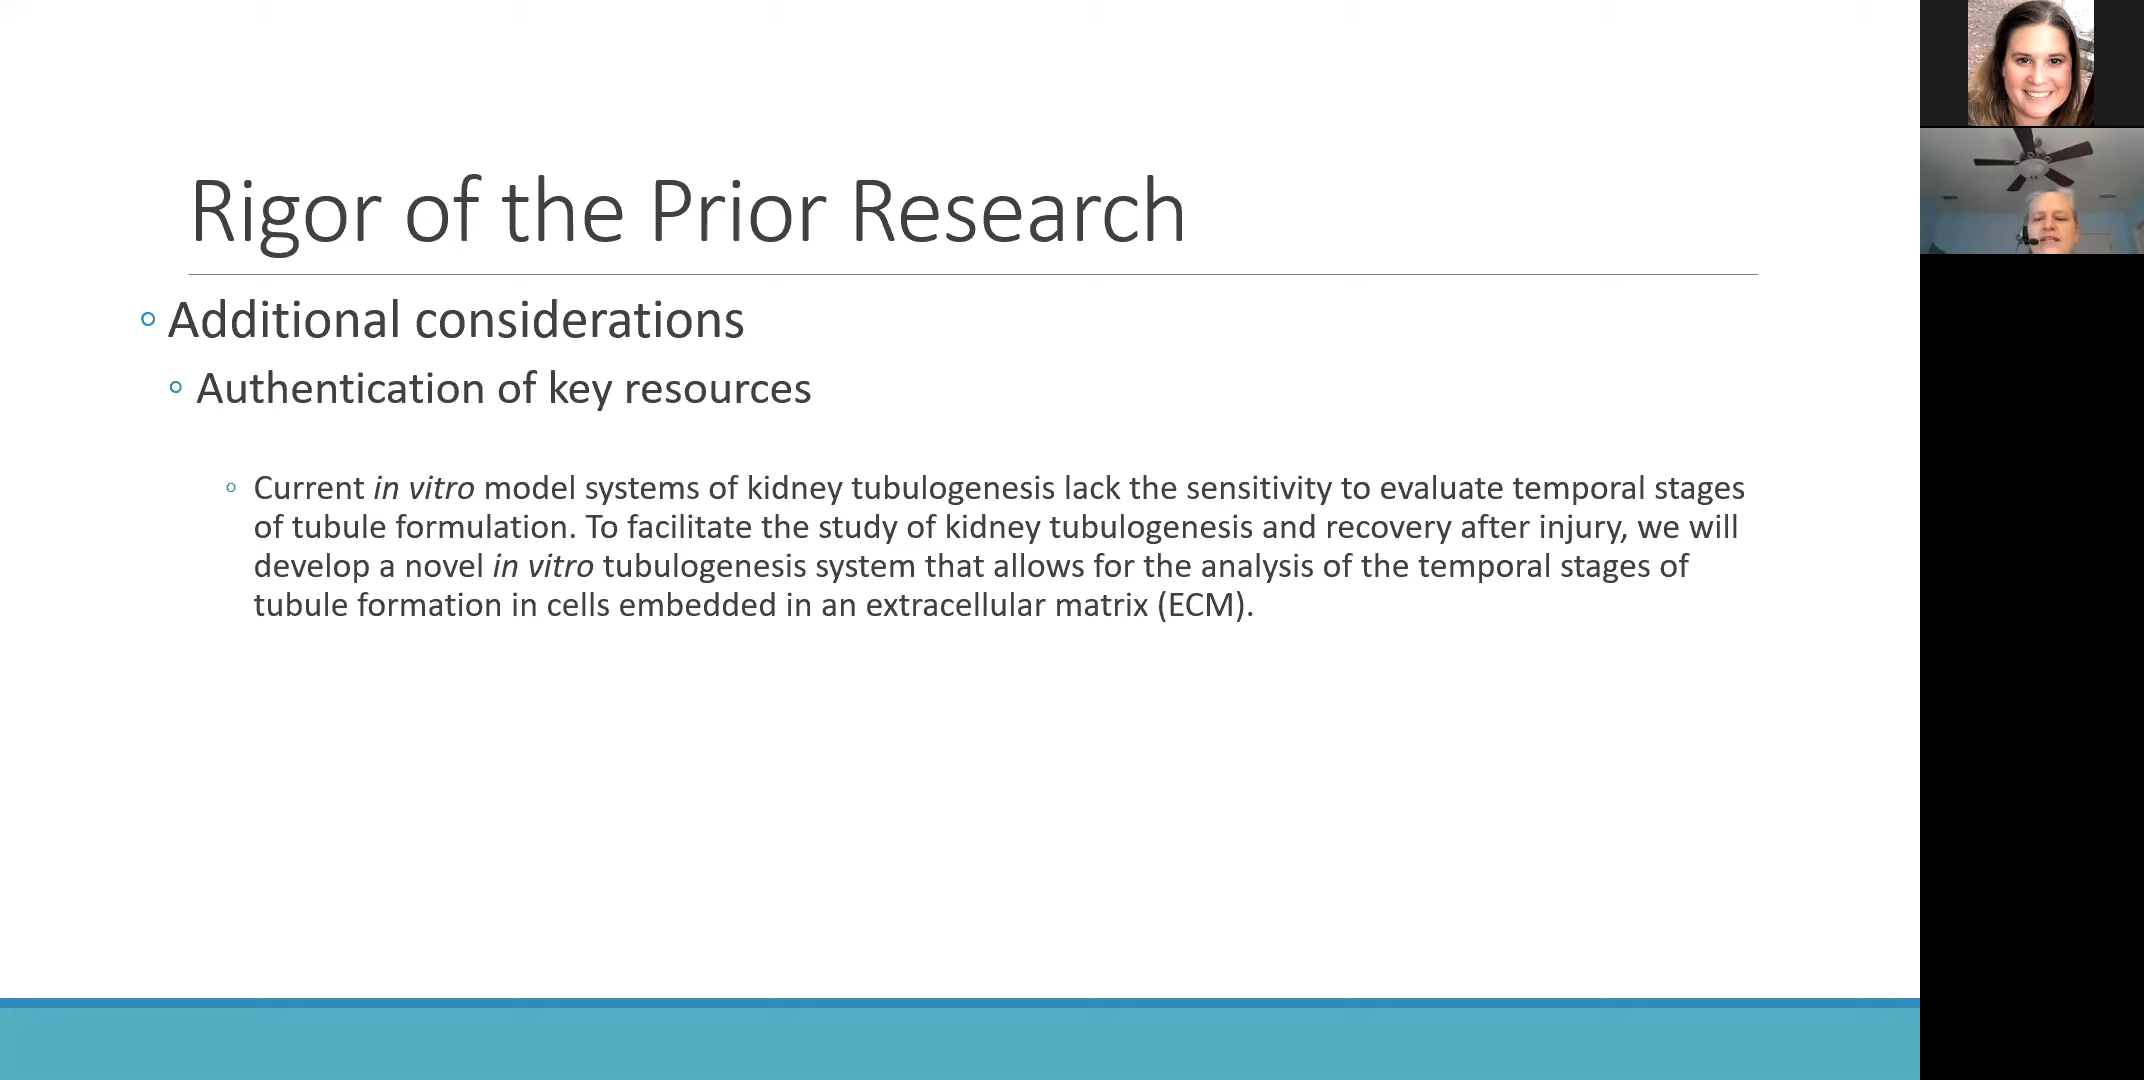 Rigor of the Prior Research
Additional considerations
Authentication of key resources
Current in vitro model systems of kidney tubulogenesis lack the sensitivity to evaluate temporal stages
of tubule formulation. To facilitate the study of kidney tubulogenesis and recovery after injury, we will
develop a novel in vitro tubulogenesis system that allows for the analysis of the temporal stages of
tubule formation in cells embedded in an extracellular matrix (ECM).